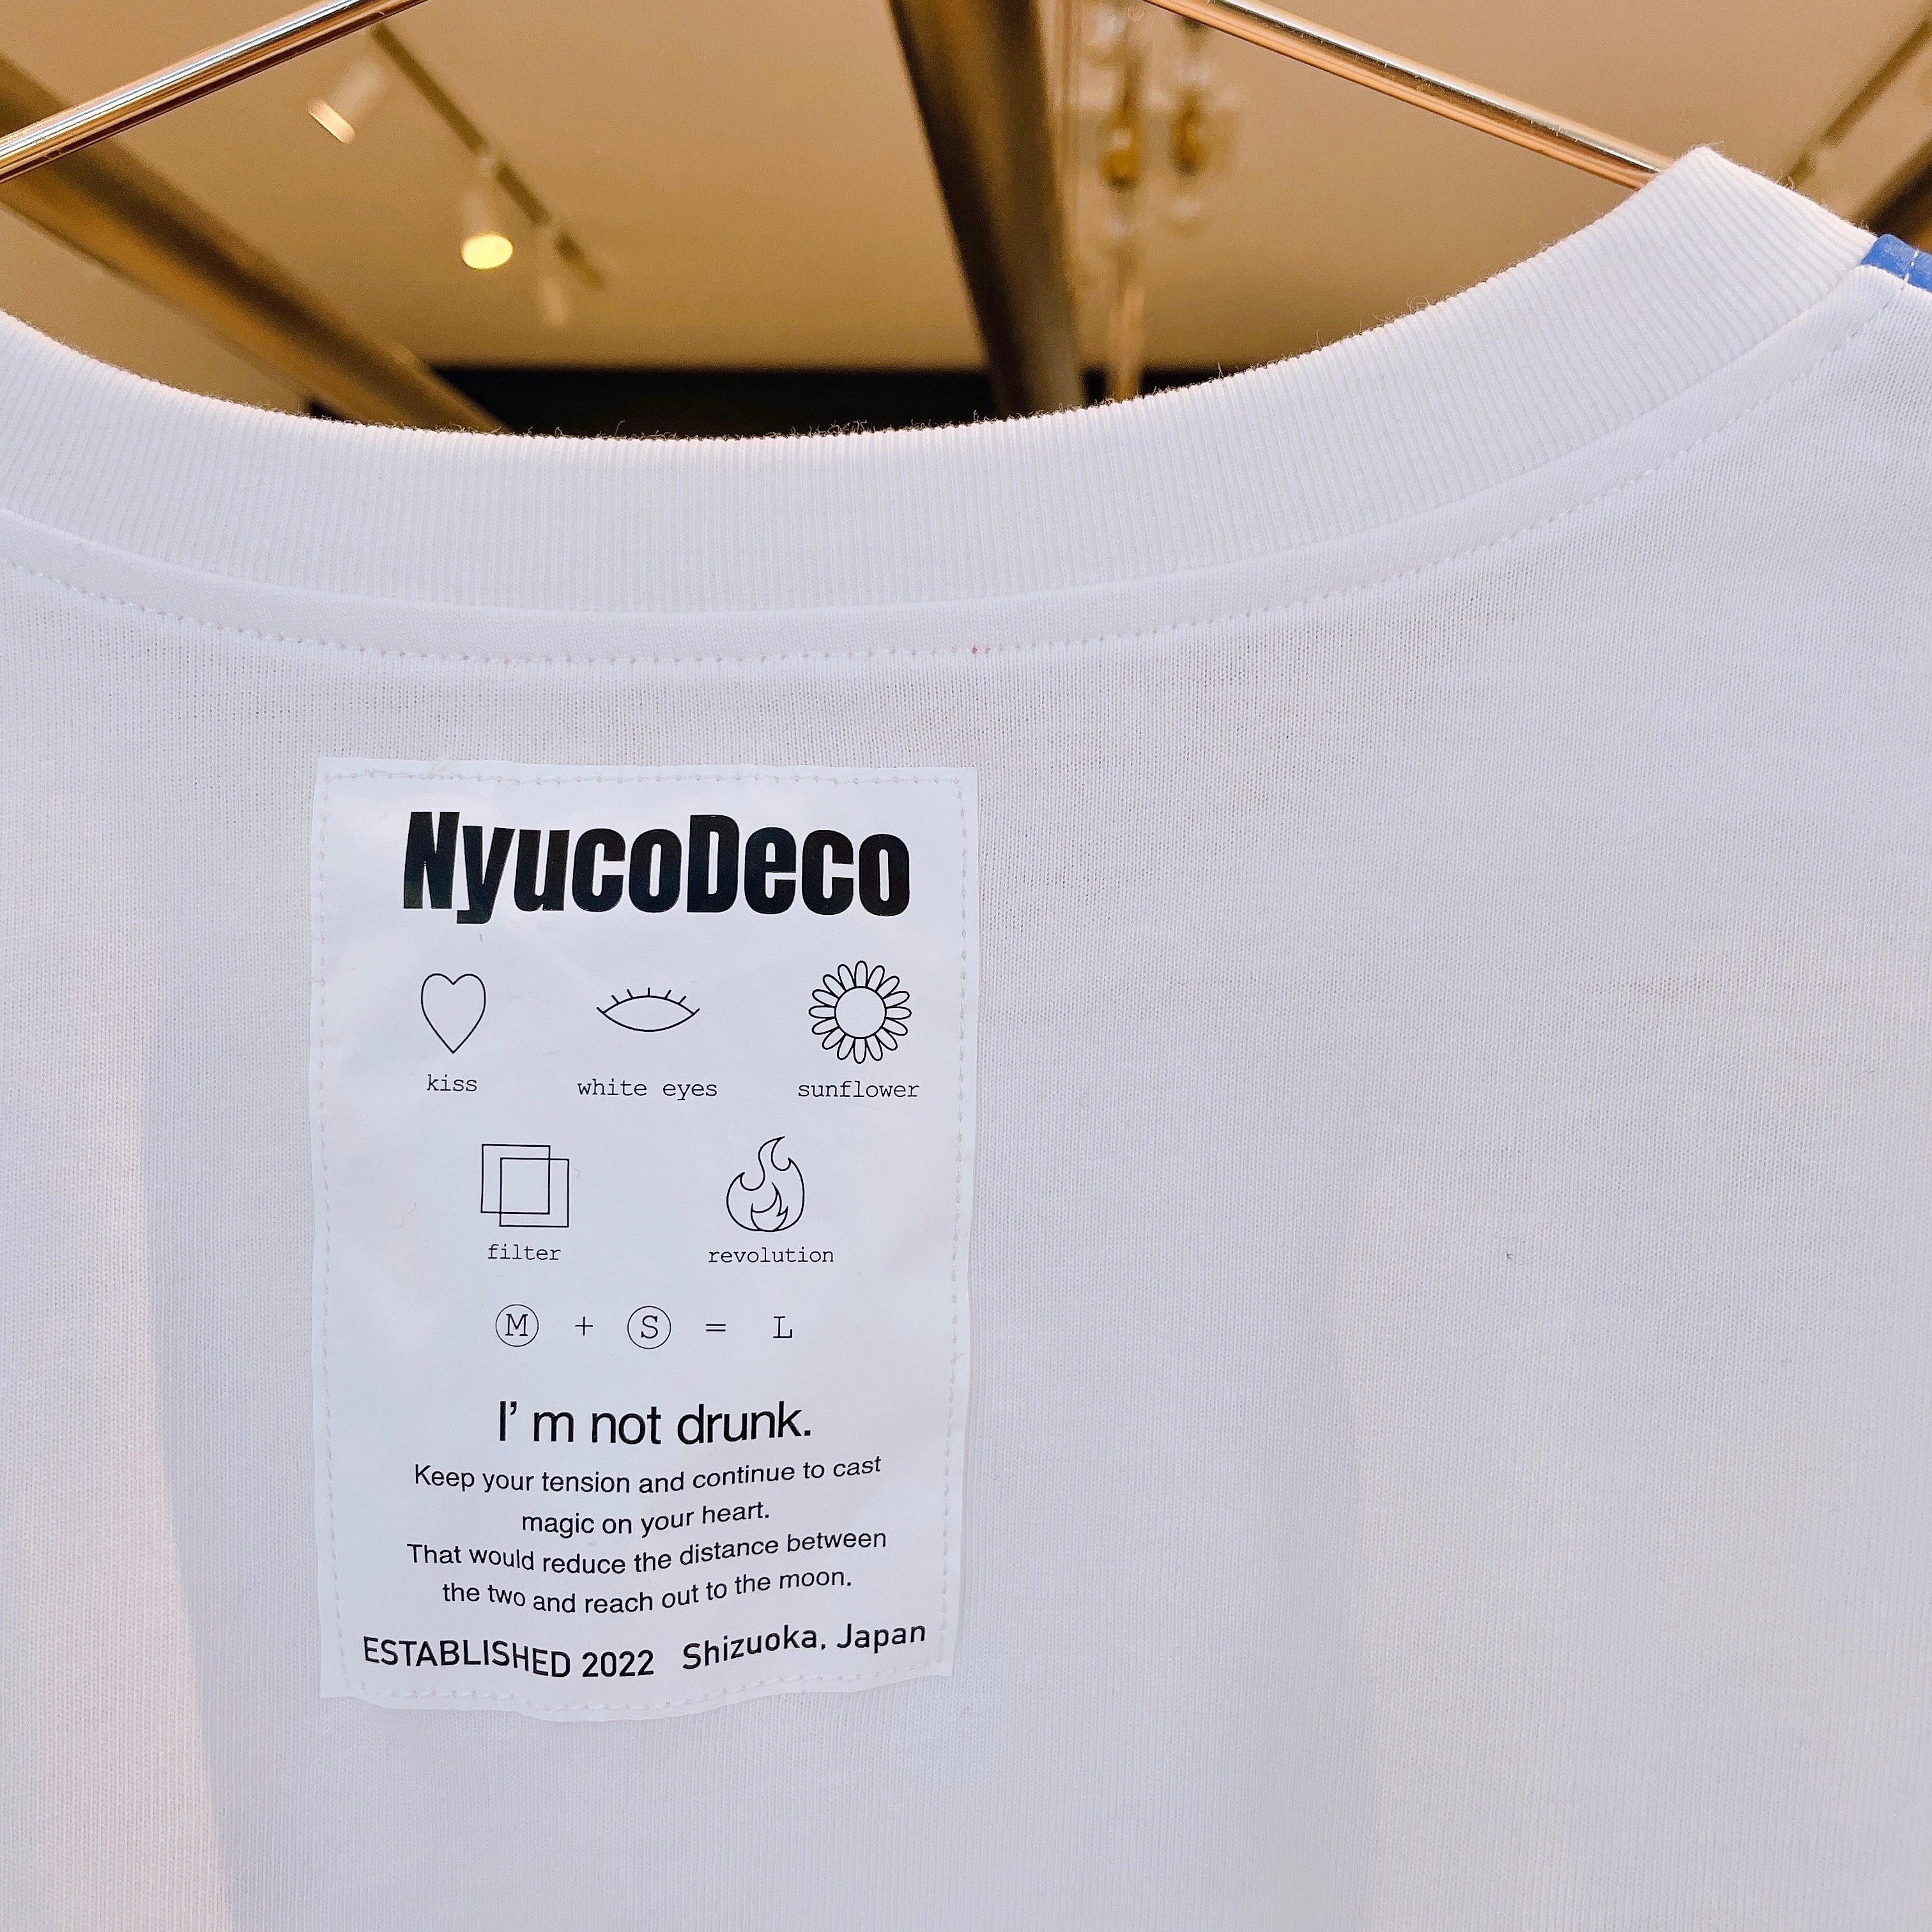 NyucoDeco
kiss white eyes sunflower
filter revolution
Ⓜ + Ⓢ = L
I' m not drunk.
Keep your tension and continue to cast
magic on your heart.
That would reduce the distance between
the two and reach out to the moon.
ESTABLISHED 2022 Shizuoka, Japan